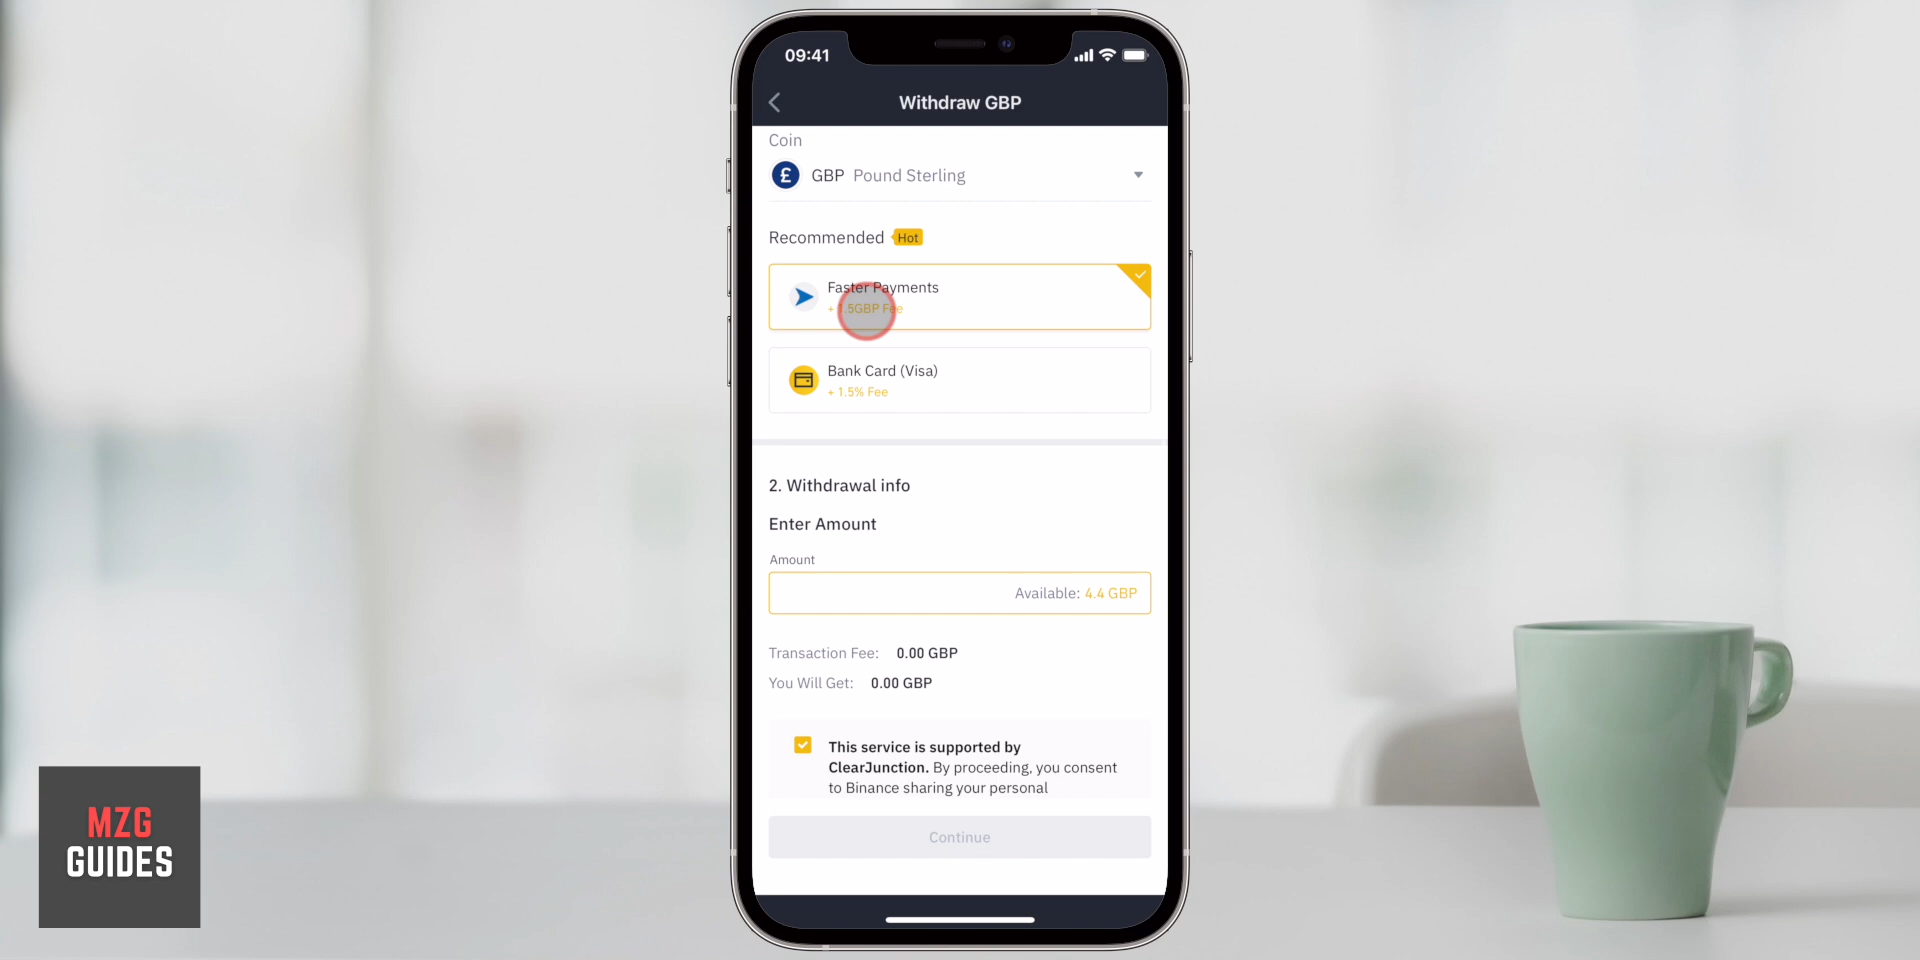 09:41
Withdraw GBP
Coin
£ GBP Pound Sterling
Recommended Hot
Faster Payments
+ 1.5GBP Fee
Bank Card (Visa)
+ 1.5% Fee
2. Withdrawal info
Enter Amount
Amount
Available: 4.4 GBP
Transaction Fee: 0.00 GBP
You Will Get: 0.00 GBP
This service is supported by
ClearJunction. By proceeding, you consent
to Binance sharing your personal
Continue
MZG
GUIDES